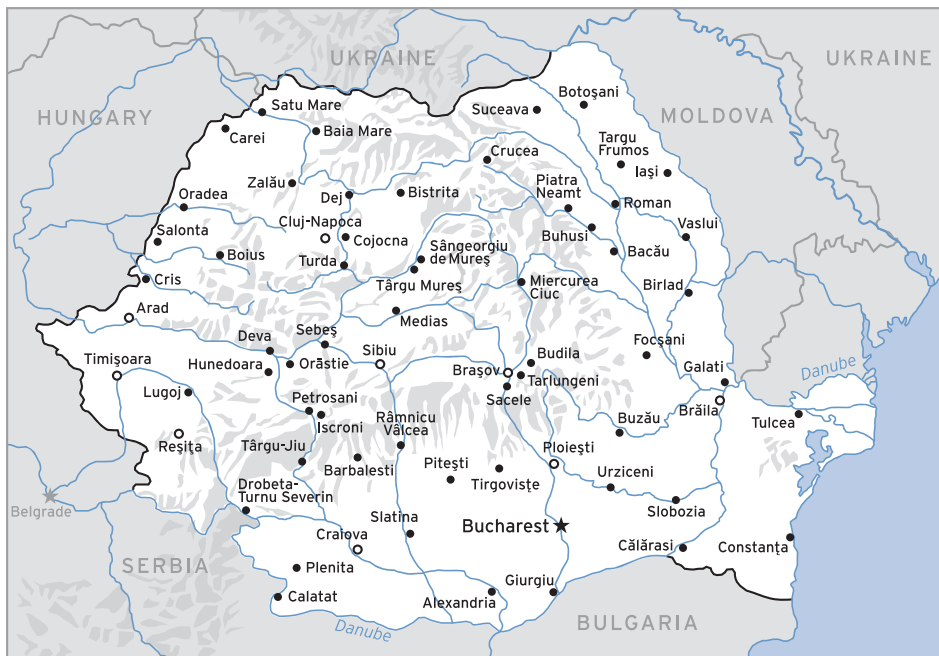 UKRAINE
UKRAINE
HUNGARY
MOLDOVA
Satu Mare
Botoşani
Suceava
Carei
Baia Mare
Targu
Frumos
Crucea
Iaşi
Zalău
Piatra
Neamt
Oradea
Dej
Bistrita
Roman
Cluj-Napoca
Vaslui
Salonta
Cojocna
Sângeorgiu
de Mureş
Buhusi
Boius
Turda
Bacău
Cris
Târgu Mureş
Miercurea
Ciuc
Birlad
Arad
Medias
Sebeş
Deva
Focşani
Timişoara
Hunedoara
Orăstie
Sibiu
Budila
Danube
Braşov
Tarlungeni
Galati
Lugoj
Sacele
Petrosani
Brăila
Iscroni
Râmnicu
Vâlcea
Buzău
Tulcea
Reşiţa
Târgu-Jiu
Ploieşti
Barbalesti
Piteşti
Urziceni
Tirgovişte
Drobeta-
Turnu Severin
Belgrade
Slobozia
Slatina
Bucharest
Craiova
Călărasi
Constanţa
SERBIA
Plenita
Giurgiu
Calatat
Alexandria
Danube
BULGARIA